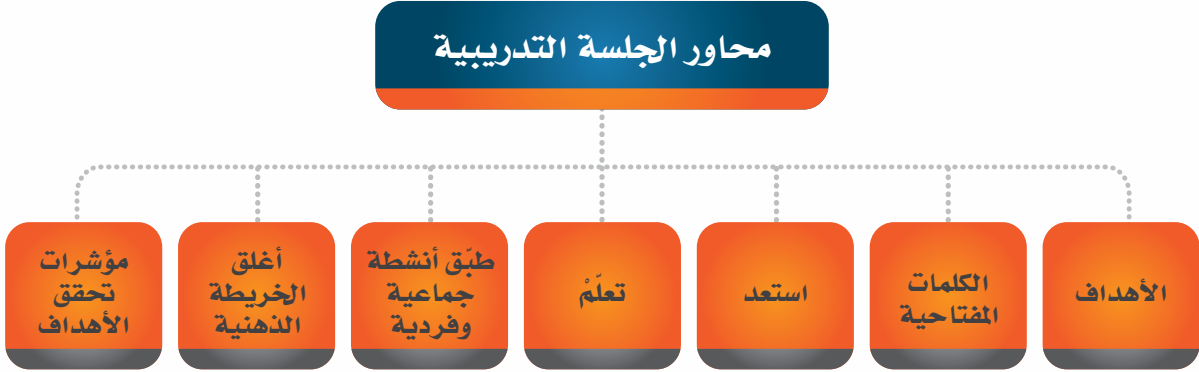 محاور الجلسة التدريبية
الأهداف
الكلمات
المفتاحية
استعد
تعلّمْ
طبّق أنشطة
جماعية
وفردية
أغلق
الخريطة
الذهنية
مؤشرات
تحقق
الأهداف